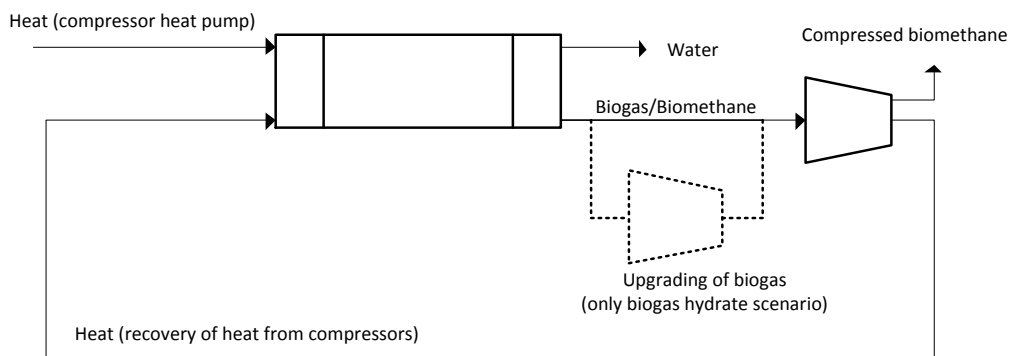 Heat (compressor heat pump)
Compressed biomethane
Water
Biogas/Biomethane
Upgrading of biogas
(only biogas hydrate scenario)
Heat (recovery of heat from compressors)